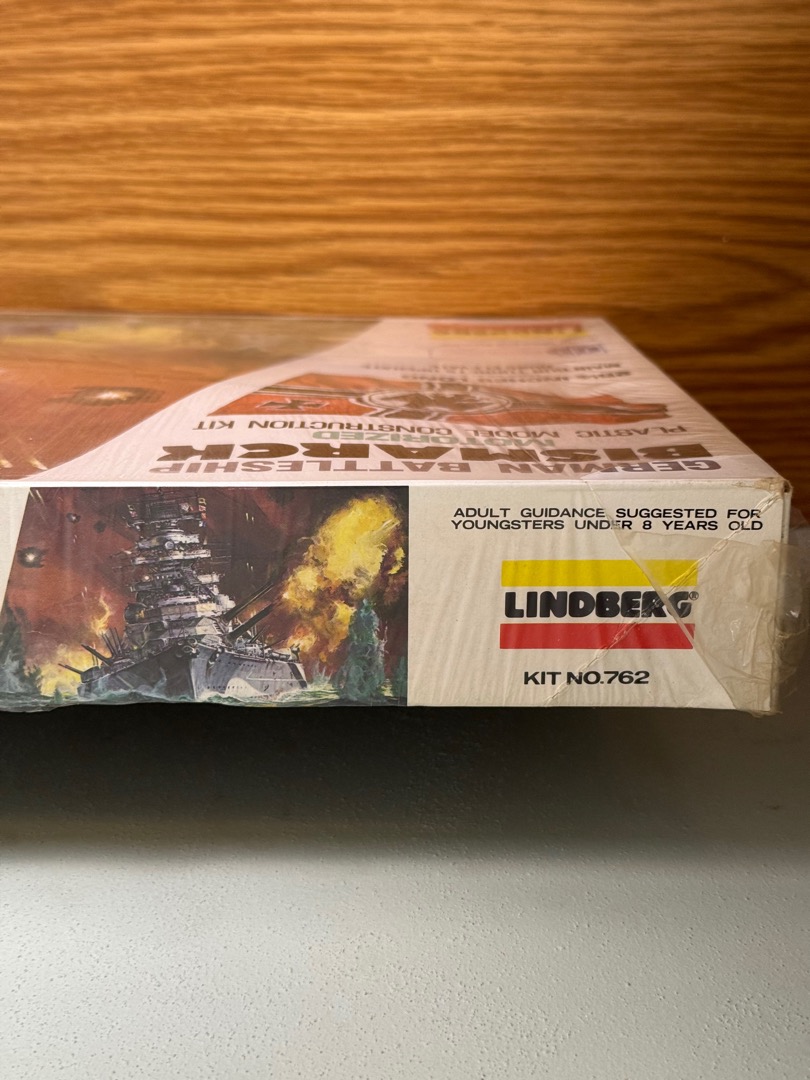 PLASTIC MODEL CONSTRUCTION KIT
MOTORIZED
BISMARCK
GERMAN BATTLESHIP
ADULT GUIDANCE SUGGESTED FOR
YOUNGSTERS UNDER 8 YEARS OLD
LINDBERG®
KIT NO.762